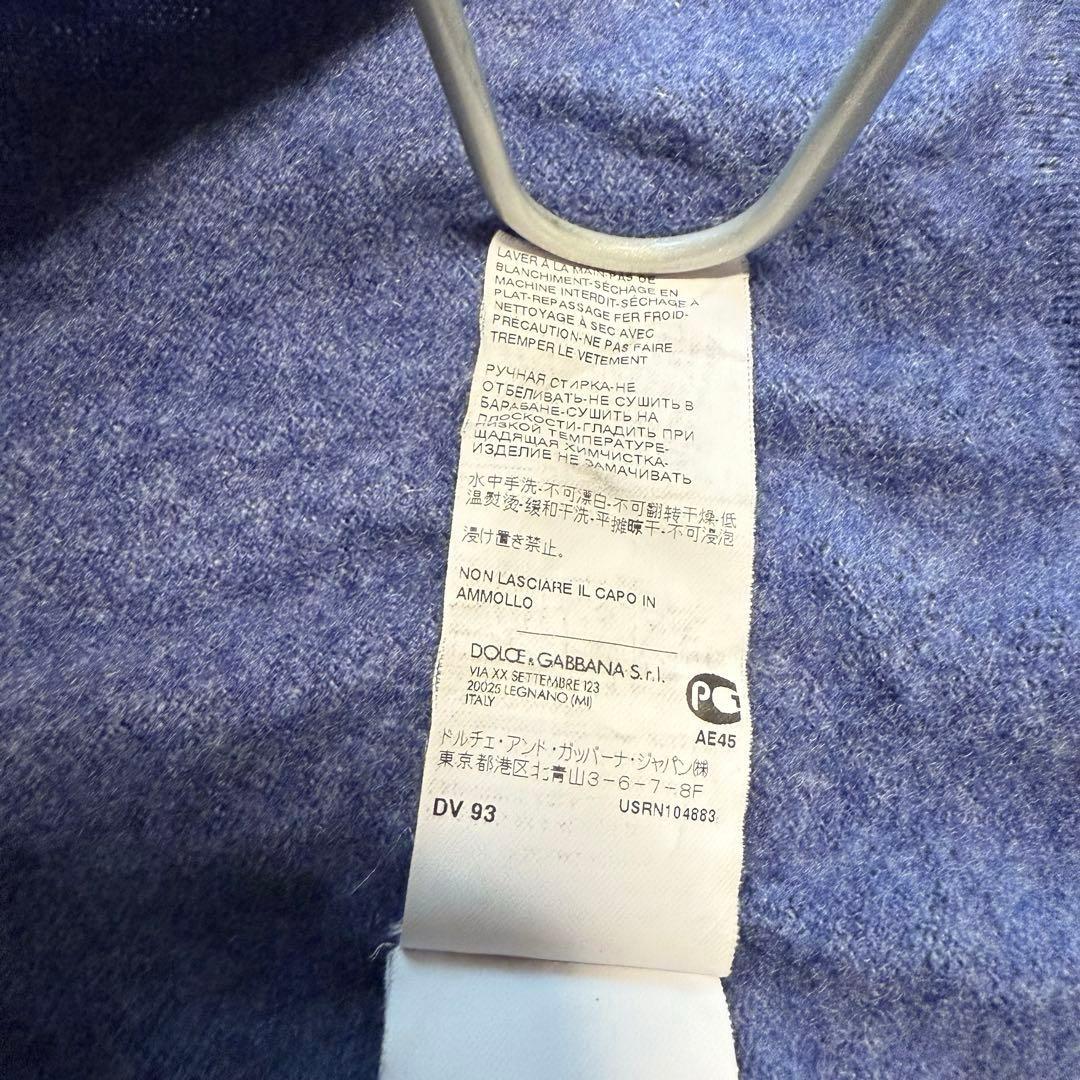 LAVER À LA MAIN-PAS DE
BLANCHIMENT-SÉCHAGE EN
MACHINE INTERDIT-SÉCHAGE À
PLAT-REPASSAGE FER FROID-
NETTOYAGE À SEC AVEC
PRÉCAUTION-NE PAS FAIRE
TREMPER LE VETEMENT
РУЧНАЯ СТИРКА-НЕ
ОТБЕЛИВАТЬ-НЕ СУШИТЬ В
БАРАБАНЕ-СУШИТЬ НА
ПЛОСКОСТИ-ГЛАДИТЬ ПРИ
НИЗКОЙ ТЕМПЕРАТУРЕ-
ЩАДЯЩАЯ ХИМЧИСТКА-
ИЗДЕЛИЕ НЕ ЗАМАЧИВАТЬ
水中手洗-不可漂白-不可翻转干燥-低
温熨烫-缓和干洗-平摊晾干-不可浸泡
浸け置き禁止。
NON LASCIARE IL CAPO IN
AMMOLLO
DOLCE & GABBANA S.r.l.
VIA XX SETTEMBRE 123
20025 LEGNANO (MI)
ITALY
РСТ
AE45
ドルチェ・アンド・ガッバーナ・ジャパン㈱
東京都港区北青山3-6-7-8F
DV 93
USRN104883